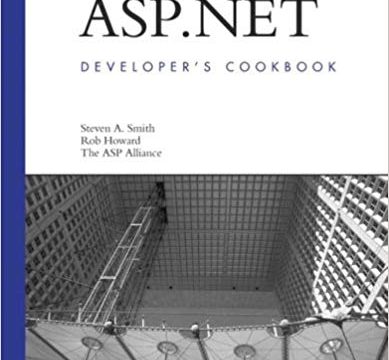 ASP.NET
DEVELOPER'S COOKBOOK
Steven A. Smith
Rob Howard
The ASP Alliance